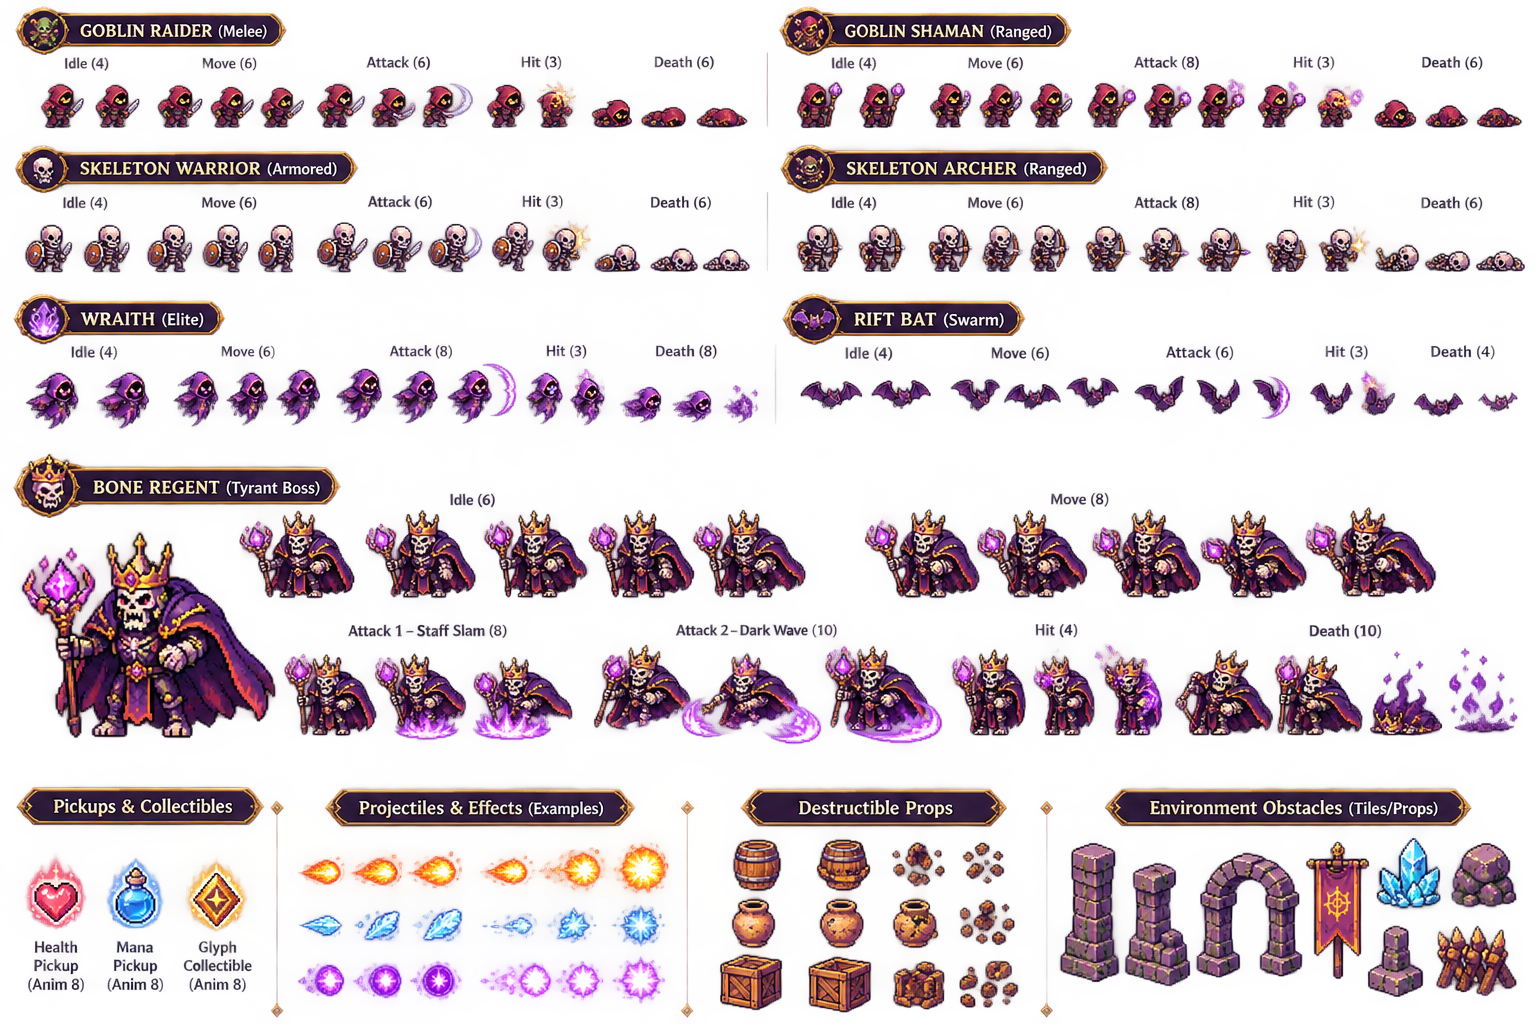 GOBLIN RAIDER (Melee)
Idle (4) Move (6) Attack (6) Hit (3) Death (6)
GOBLIN SHAMAN (Ranged)
Idle (4) Move (6) Attack (8) Hit (3) Death (6)
SKELETON WARRIOR (Armored)
Idle (4) Move (6) Attack (6) Hit (3) Death (6)
SKELETON ARCHER (Ranged)
Idle (4) Move (6) Attack (8) Hit (3) Death (6)
WRAITH (Elite)
Idle (4) Move (6) Attack (8) Hit (3) Death (8)
RIFT BAT (Swarm)
Idle (4) Move (6) Attack (6) Hit (3) Death (4)
BONE REGENT (Tyrant Boss)
Idle (6) Move (8)
Attack 1 – Staff Slam (8) Attack 2 – Dark Wave (10) Hit (4) Death (10)
Pickups & Collectibles
Health
Pickup
(Anim 8)
Mana
Pickup
(Anim 8)
Glyph
Collectible
(Anim 8)
Projectiles & Effects (Examples)
Destructible Props
Environment Obstacles (Tiles/Props)